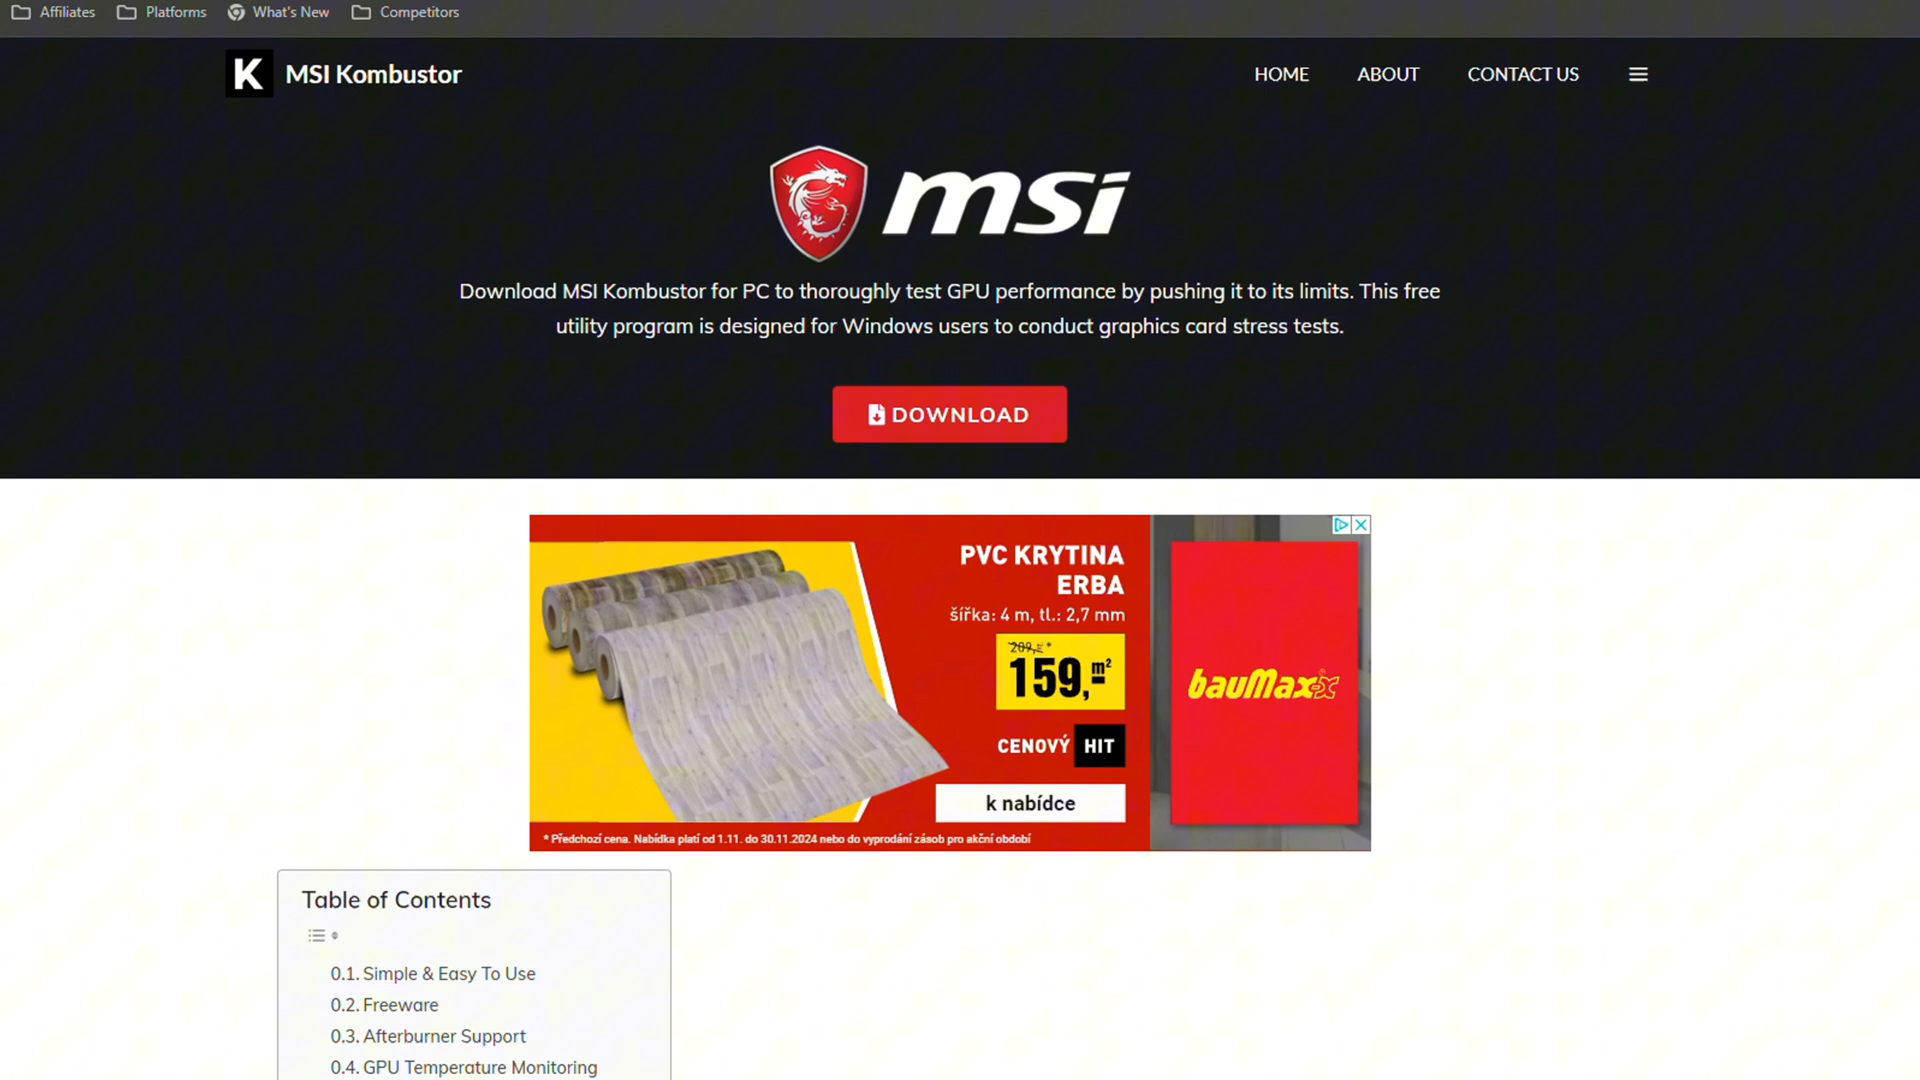 Affiliates Platforms What's New Competitors
K MSI Kombustor HOME ABOUT CONTACT US
msi
Download MSI Kombustor for PC to thoroughly test GPU performance by pushing it to its limits. This free
utility program is designed for Windows users to conduct graphics card stress tests.
DOWNLOAD
PVC KRYTINA
ERBA
šířka: 4 m, tl.: 2,7 mm
209,- *
159,- m²
CENOVÝ HIT
k nabídce
bauMax-x
* Předchozí cena. Nabídka platí od 1.11. do 30.11.2024 nebo do vyprodání zásob pro akční období
Table of Contents
0.1. Simple & Easy To Use
0.2. Freeware
0.3. Afterburner Support
0.4. GPU Temperature Monitoring